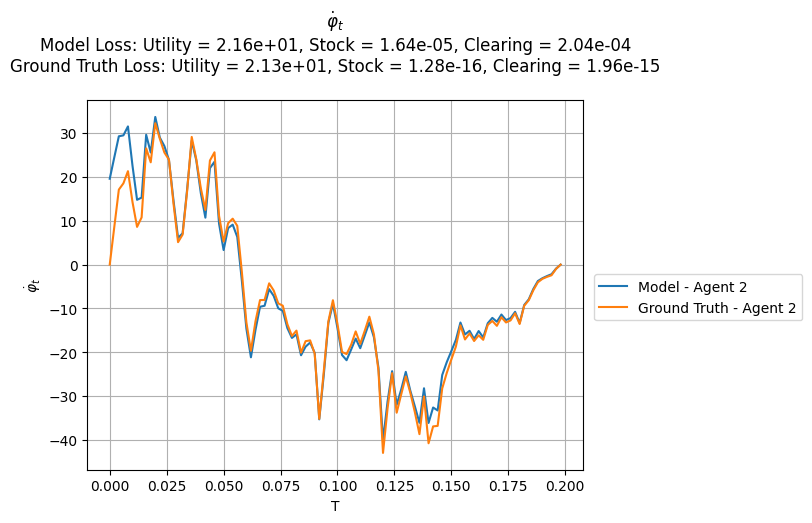 φ̇ₜ
Model Loss: Utility = 2.16e+01, Stock = 1.64e-05, Clearing = 2.04e-04
Ground Truth Loss: Utility = 2.13e+01, Stock = 1.28e-16, Clearing = 1.96e-15
30
20
10
0
−10
−20
−30
−40
φ̇ₜ
0.000 0.025 0.050 0.075 0.100 0.125 0.150 0.175 0.200
T
Model - Agent 2
Ground Truth - Agent 2